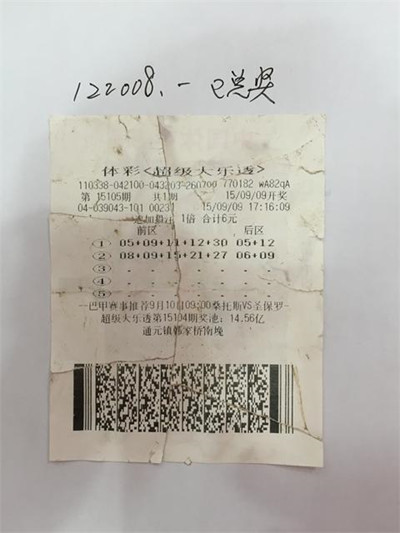 122008.-已兑奖
体彩<超级大乐透>
110338-042100-043203-260700 770182 wA82qA
第 15105期 共1期 15/09/09开奖
04-039043-101 00231 15/09/09 17:16:09
追加投注 1倍 合计6元
前区 后区
① 05+09+11+12+30 05+12
② 08+09+15+21+27 06+09
③ - - - - - - -
④ - - - - - - -
⑤ - - - - - - -
—巴甲赛事推荐9月10日09:00桑托斯VS圣保罗-
超级大乐透第15104期奖池: 14.56亿
通元镇韩家桥南堍